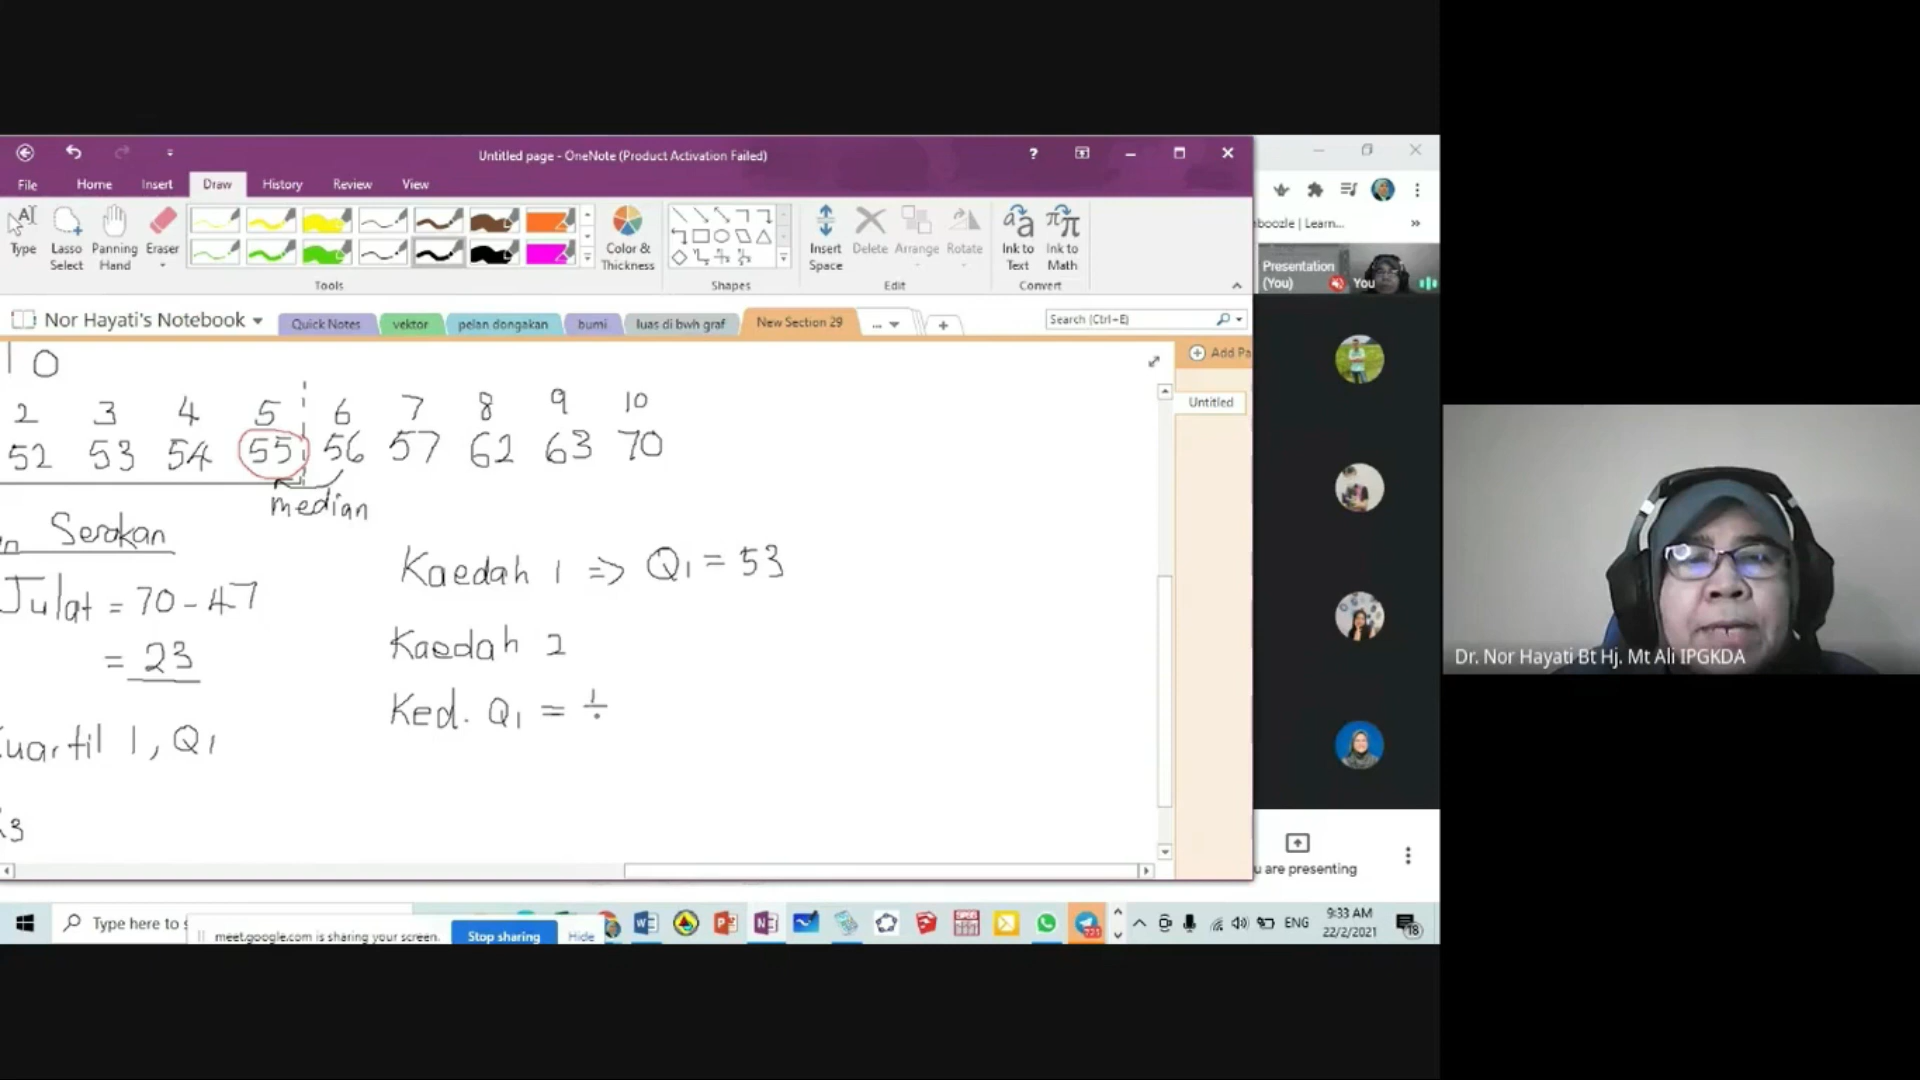 Untitled page - OneNote (Product Activation Failed)
?
File Home Insert Draw History Review View
Type
Lasso Select
Panning Hand
Eraser
Color & Thickness
Insert Space
Delete
Arrange
Rotate
Ink to Text
Ink to Math
Tools
Shapes
Edit
Convert
Nor Hayati's Notebook
Quick Notes
vektor
pelan dongakan
bumi
luas di bwh graf
New Section 29
...
Search (Ctrl+E)
Untitled
10
2 3 4 5 6 7 8 9 10
52 53 54 55 56 57 62 63 70
median
Serakan
Julat = 70 - 47
= 23
Kuartil 1, Q1
Kaedah 1 => Q1 = 53
Kaedah 2
Ked. Q1 =
| Learn...
Presentation (You)
You
are presenting
Dr. Nor Hayati Bt Hj. Mt Ali IPGKDA
Type here to
meet.google.com is sharing your screen.
Stop sharing
Hide
ENG
9:33 AM
22/2/2021
18